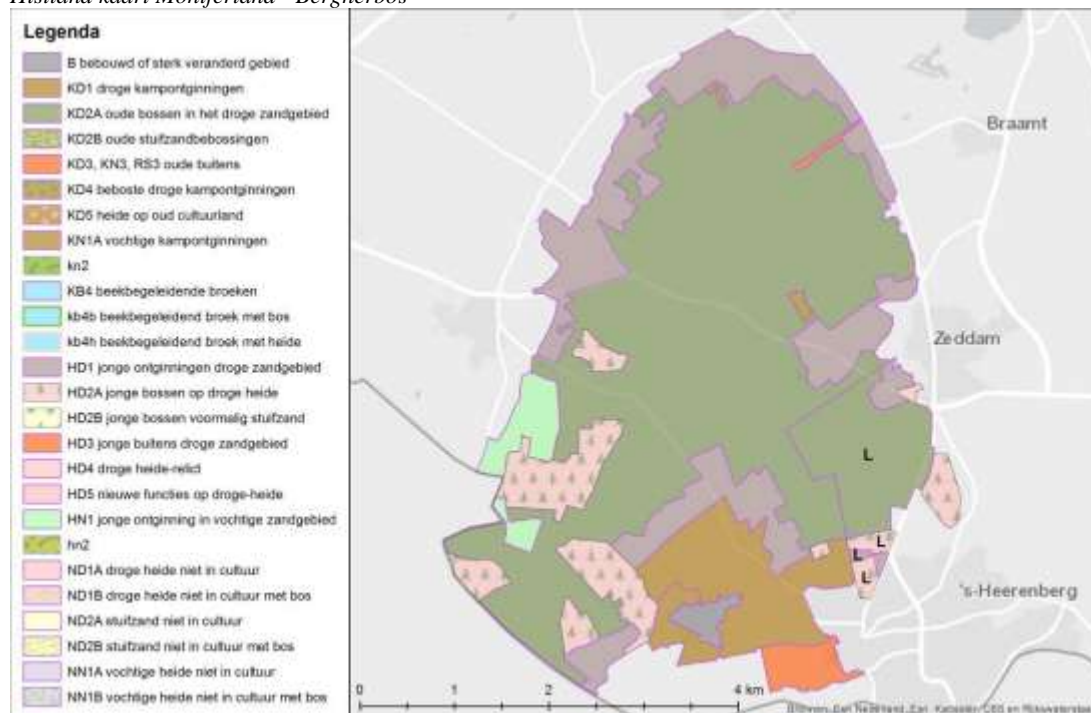 Histland kaart Montferland - Bergherbos
Legenda
B bebouwd of sterk veranderd gebied
KD1 droge kampontginningen
KD2A oude bossen in het droge zandgebied
KD2B oude stuifzandbebossingen
KD3, KN3, RS3 oude buitens
KD4 beboste droge kampontginningen
KD5 heide op oud cultuurland
KN1A vochtige kampontginningen
kn2
KB4 beekbegeleidende broeken
kb4b beekbegeleidend broek met bos
kb4h beekbegeleidend broek met heide
HD1 jonge ontginningen droge zandgebied
HD2A jonge bossen op droge heide
HD2B jonge bossen voormalig stuifzand
HD3 jonge buitens droge zandgebied
HD4 droge heide-relict
HD5 nieuwe functies op droge-heide
HN1 jonge ontginning in vochtige zandgebied
hn2
ND1A droge heide niet in cultuur
ND1B droge heide niet in cultuur met bos
ND2A stuifzand niet in cultuur
ND2B stuifzand niet in cultuur met bos
NN1A vochtige heide niet in cultuur
NN1B vochtige heide niet in cultuur met bos
Braamt
Zeddam
L
L
L
L
's-Heerenberg
0 1 2 4 km